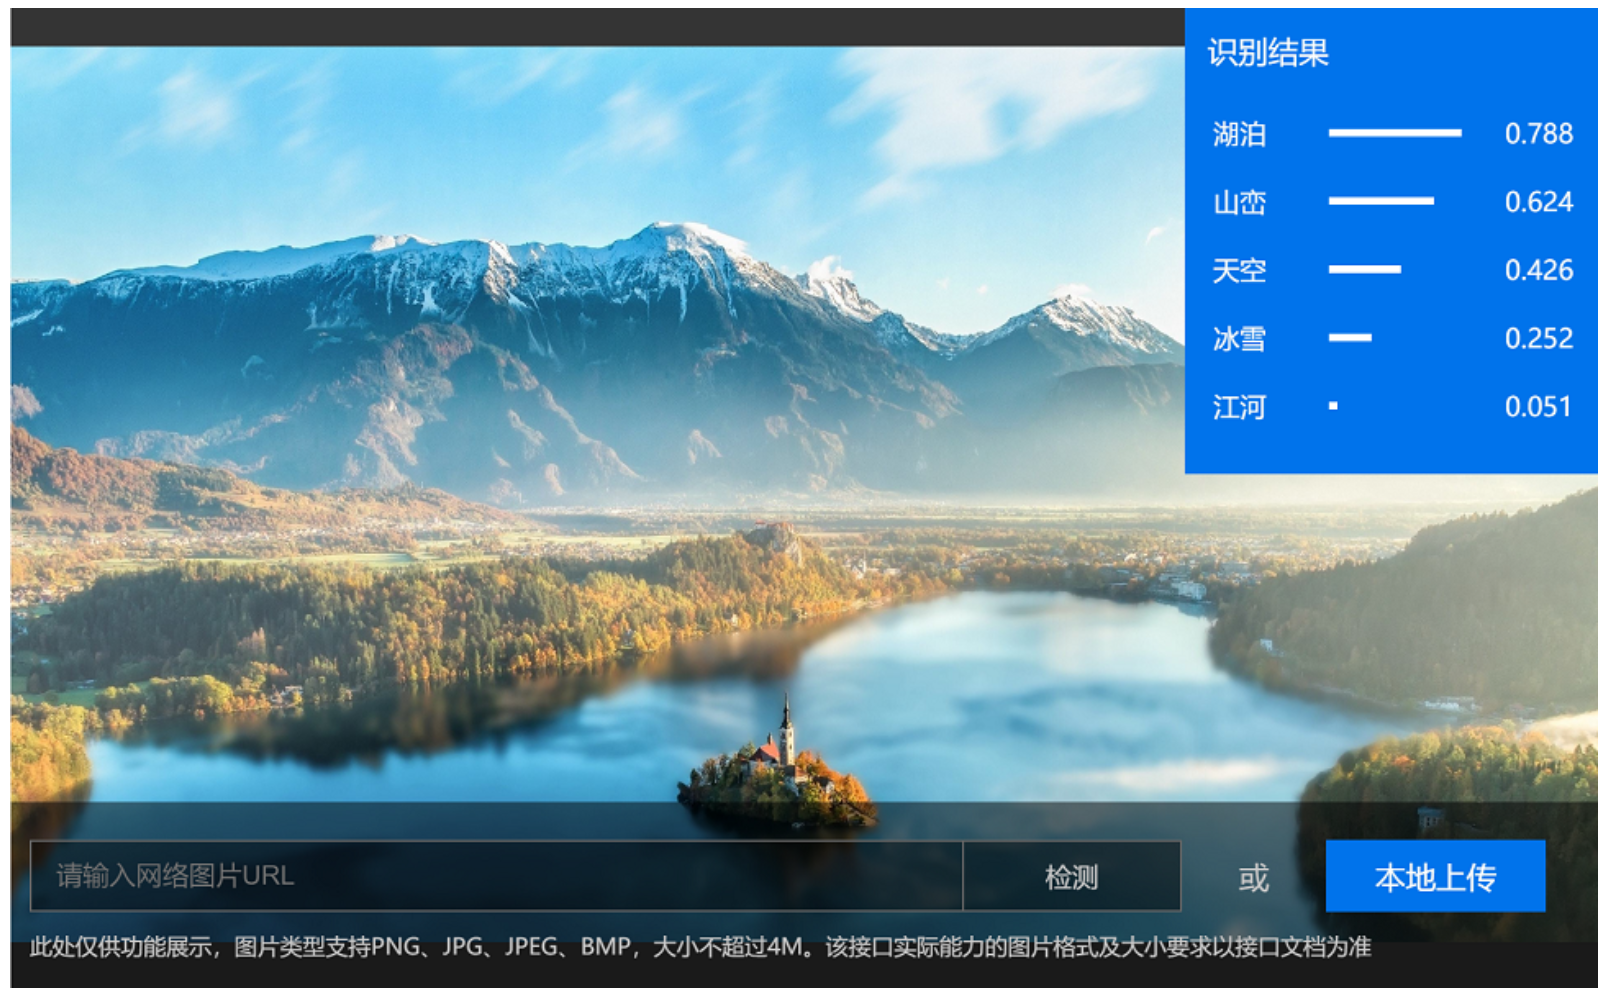 识别结果
湖泊 0.788
山峦 0.624
天空 0.426
冰雪 0.252
江河 0.051
请输入网络图片URL 检测 或 本地上传
此处仅供功能展示，图片类型支持PNG、JPG、JPEG、BMP，大小不超过4M。该接口实际能力的图片格式及大小要求以接口文档为准